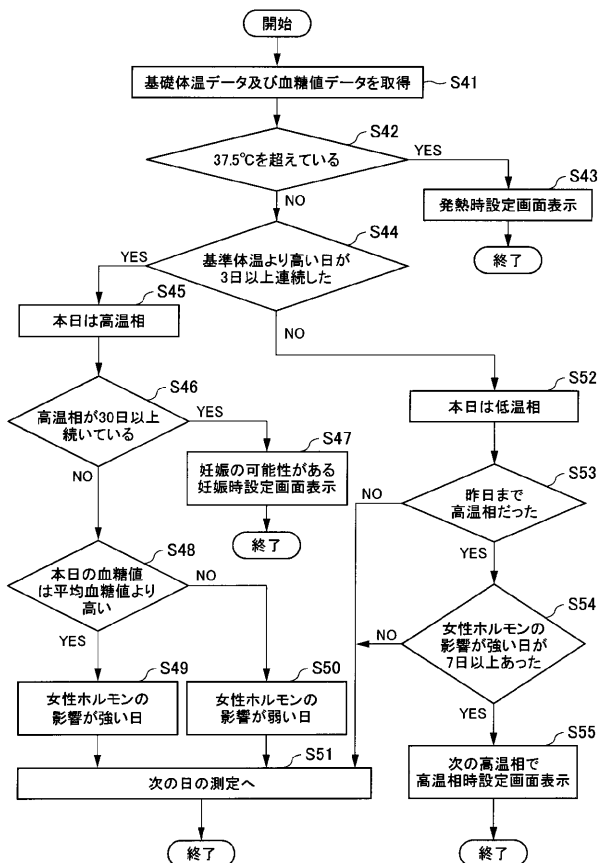 開始
基礎体温データ及び血糖値データを取得
S41
37.5℃を超えている
S42
YES
NO
発熱時設定画面表示
S43
終了
基準体温より高い日が
3日以上連続した
S44
YES
NO
本日は高温相
S45
高温相が30日以上
続いている
S46
YES
NO
妊娠の可能性がある
妊娠時設定画面表示
S47
終了
本日の血糖値
は平均血糖値より
高い
S48
NO
YES
女性ホルモンの
影響が強い日
S49
女性ホルモンの
影響が弱い日
S50
次の日の測定へ
S51
終了
本日は低温相
S52
昨日まで
高温相だった
S53
NO
YES
女性ホルモンの
影響が強い日が
7日以上あった
S54
NO
YES
次の高温相で
高温相時設定画面表示
S55
終了